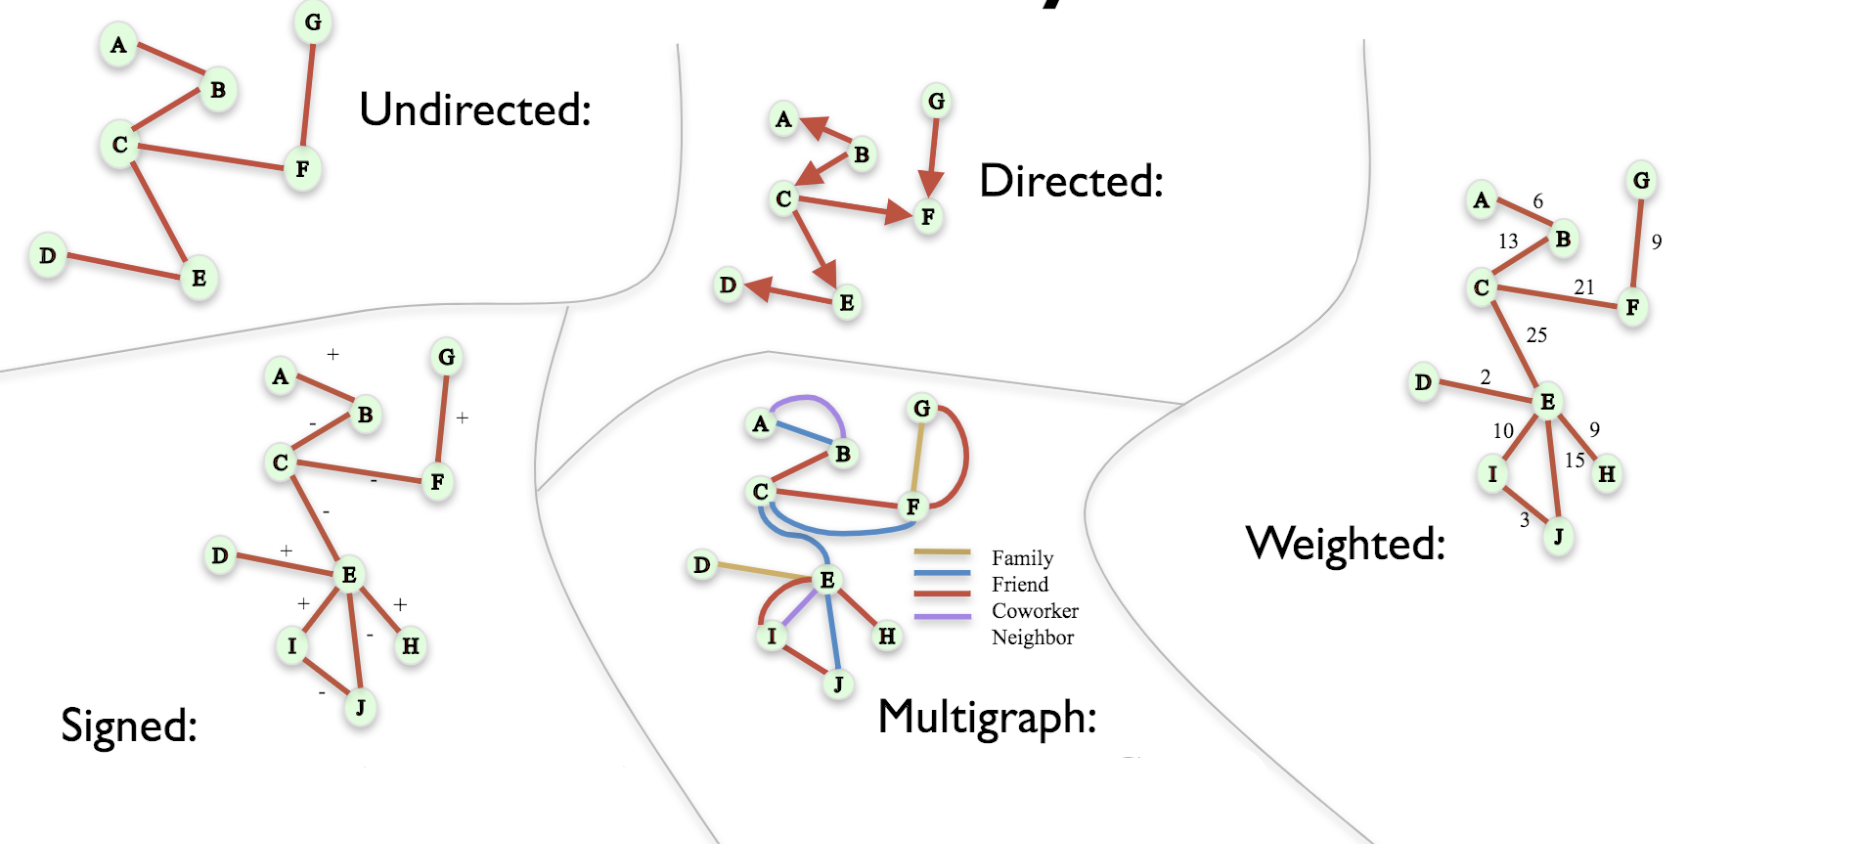 A
G
B
Undirected:
C
F
D
E
A
G
B
Directed:
C
F
D
E
A
6
G
B
13
9
C
21
F
25
D
2
E
10
9
15
I
H
3
J
Weighted:
+
A
G
B
+
-
C
-
F
-
D
+
E
+
+
-
I
H
-
J
Signed:
A
G
B
C
F
D
E
I
H
J
Family
Friend
Coworker
Neighbor
Multigraph: